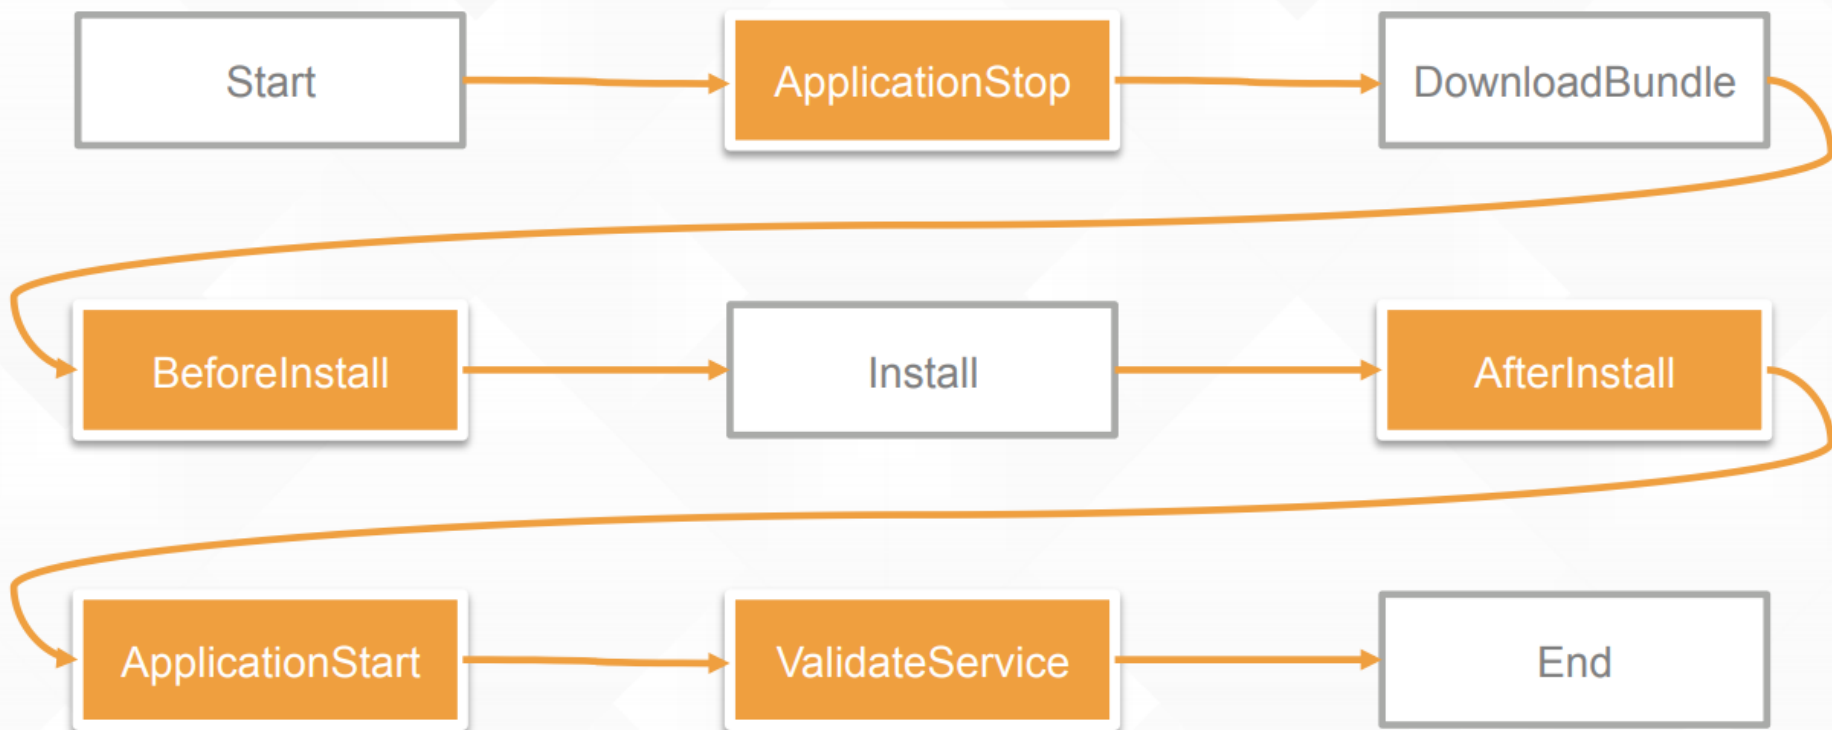 Start
ApplicationStop
DownloadBundle
BeforeInstall
Install
AfterInstall
ApplicationStart
ValidateService
End